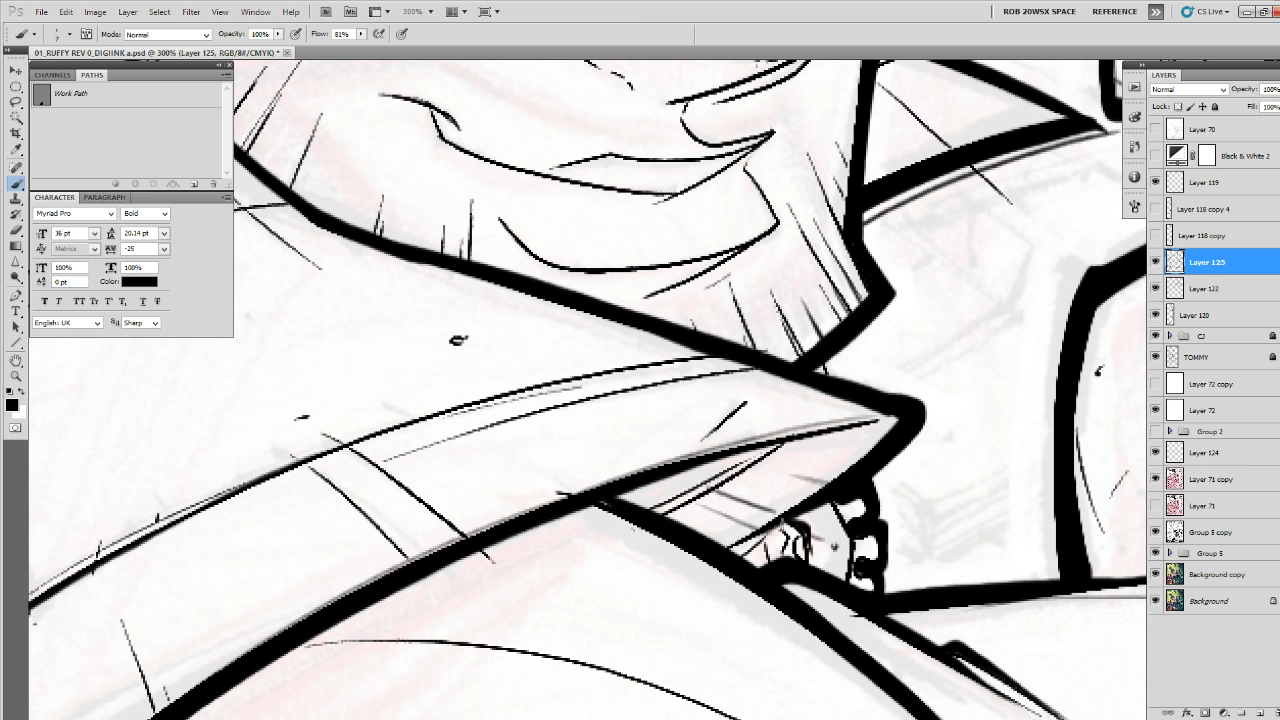 Ps File Edit Image Layer Select Filter View Window Help Br Mb 300% ROB 20WSX SPACE REFERENCE CS Live
Mode: Normal Opacity: 100% Flow: 81%
01_RUFFY REV 0_DIGIINK a.psd @ 300% (Layer 125, RGB/8#/CMYK) *
CHANNELS PATHS
Work Path
CHARACTER PARAGRAPH
Myriad Pro Bold
36 pt 20.14 pt
Metrics -25
100% 100%
0 pt Color:
T T TT Tr T T T T
English: UK Sharp
LAYERS
Normal Opacity: 100%
Lock: Fill: 100%
Layer 70
Black & White 2
Layer 119
Layer 118 copy 4
Layer 118 copy
Layer 125
Layer 122
Layer 120
CJ
TOMMY
Layer 72 copy
Layer 72
Group 2
Layer 124
Layer 71 copy
Layer 71
Group 5 copy
Group 5
Background copy
Background